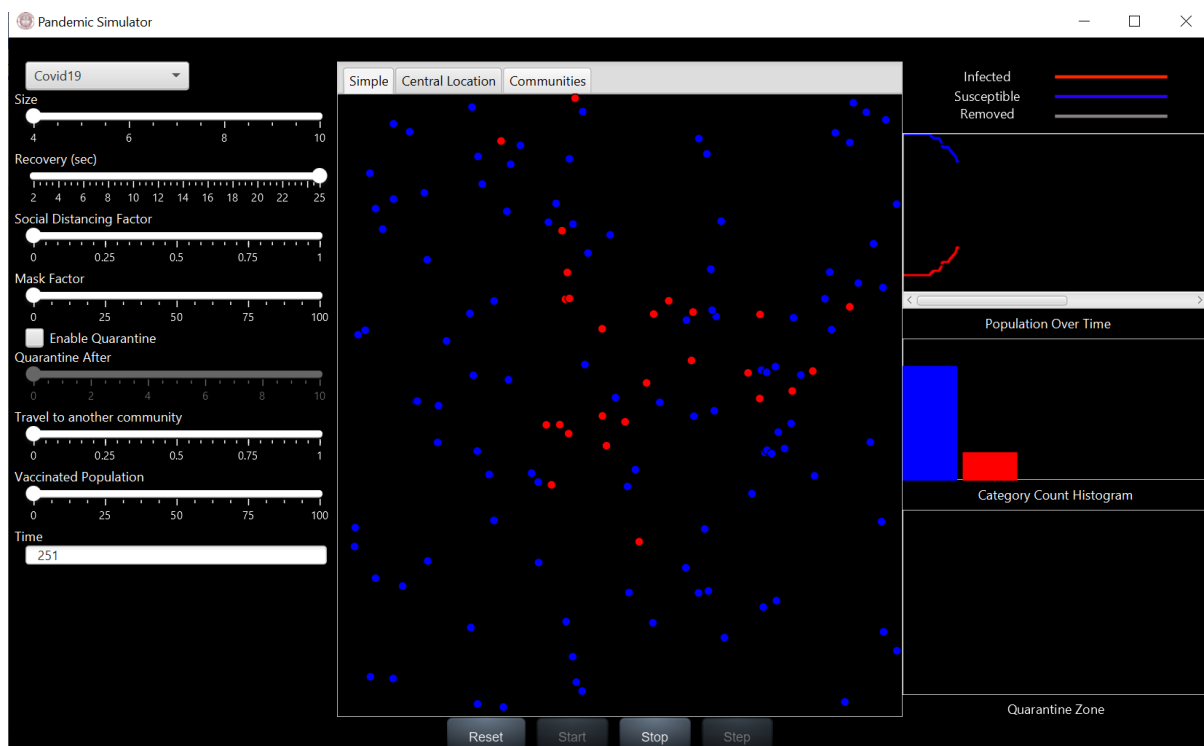 Pandemic Simulator
Covid19
Size
4 6 8 10
Recovery (sec)
2 4 6 8 10 12 14 16 18 20 22 25
Social Distancing Factor
0 0.25 0.5 0.75 1
Mask Factor
0 25 50 75 100
Enable Quarantine
Quarantine After
0 2 4 6 8 10
Travel to another community
0 0.25 0.5 0.75 1
Vaccinated Population
0 25 50 75 100
Time
251
Simple Central Location Communities
Reset Start Stop Step
Infected
Susceptible
Removed
Population Over Time
Category Count Histogram
Quarantine Zone